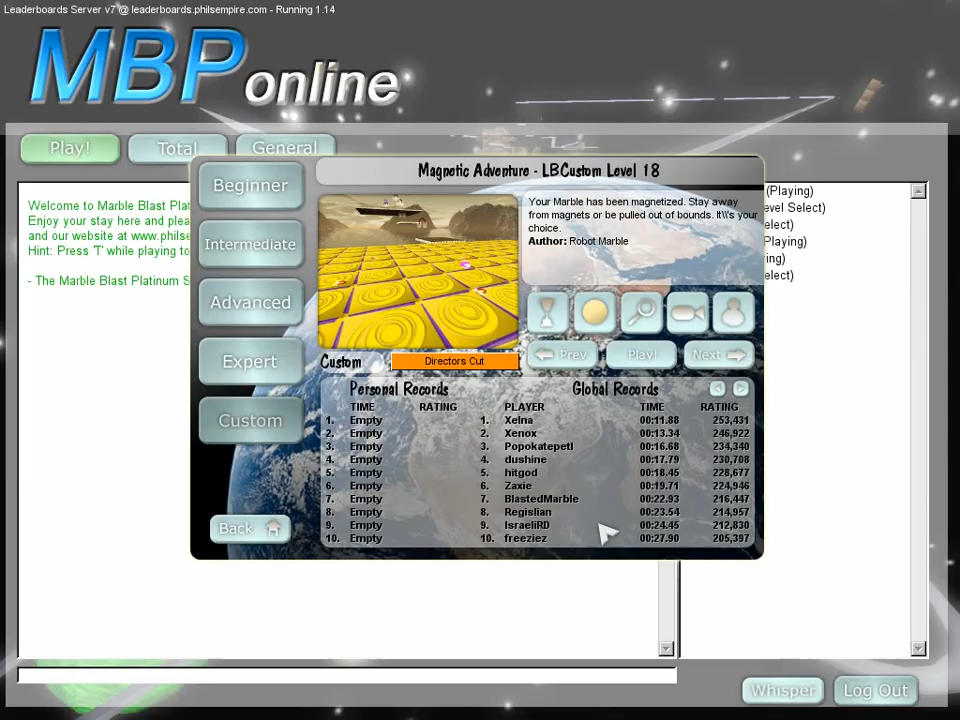 Leaderboards Server v7 @ leaderboards.philsempire.com - Running 1.14
MBP online
Play!
Total
General
Welcome to Marble Blast Plat
Enjoy your stay here and plea
and our website at www.philse
Hint: Press 'T' while playing to
- The Marble Blast Platinum S
Beginner
Intermediate
Advanced
Expert
Custom
Back
Magnetic Adventure - LBCustom Level 18
Your Marble has been magnetized. Stay away
from magnets or be pulled out of bounds. It\\'s your
choice.
Author: Robot Marble
Custom
Directors Cut
Prev
Play!
Next
Personal Records
TIME RATING
1. Empty
2. Empty
3. Empty
4. Empty
5. Empty
6. Empty
7. Empty
8. Empty
9. Empty
10. Empty
Global Records
PLAYER TIME RATING
1. Xelna 00:11.88 253,431
2. Xenox 00:13.34 246,922
3. Popokatepetl 00:16.68 234,340
4. dushine 00:17.79 230,708
5. hitgod 00:18.45 228,677
6. Zaxie 00:19.71 224,946
7. BlastedMarble 00:22.93 216,447
8. Regislian 00:23.54 214,957
9. IsraeliRD 00:24.45 212,830
10. freeziez 00:27.90 205,397
(Playing)
evel Select)
elect)
Playing)
ing)
elect)
Whisper
Log Out